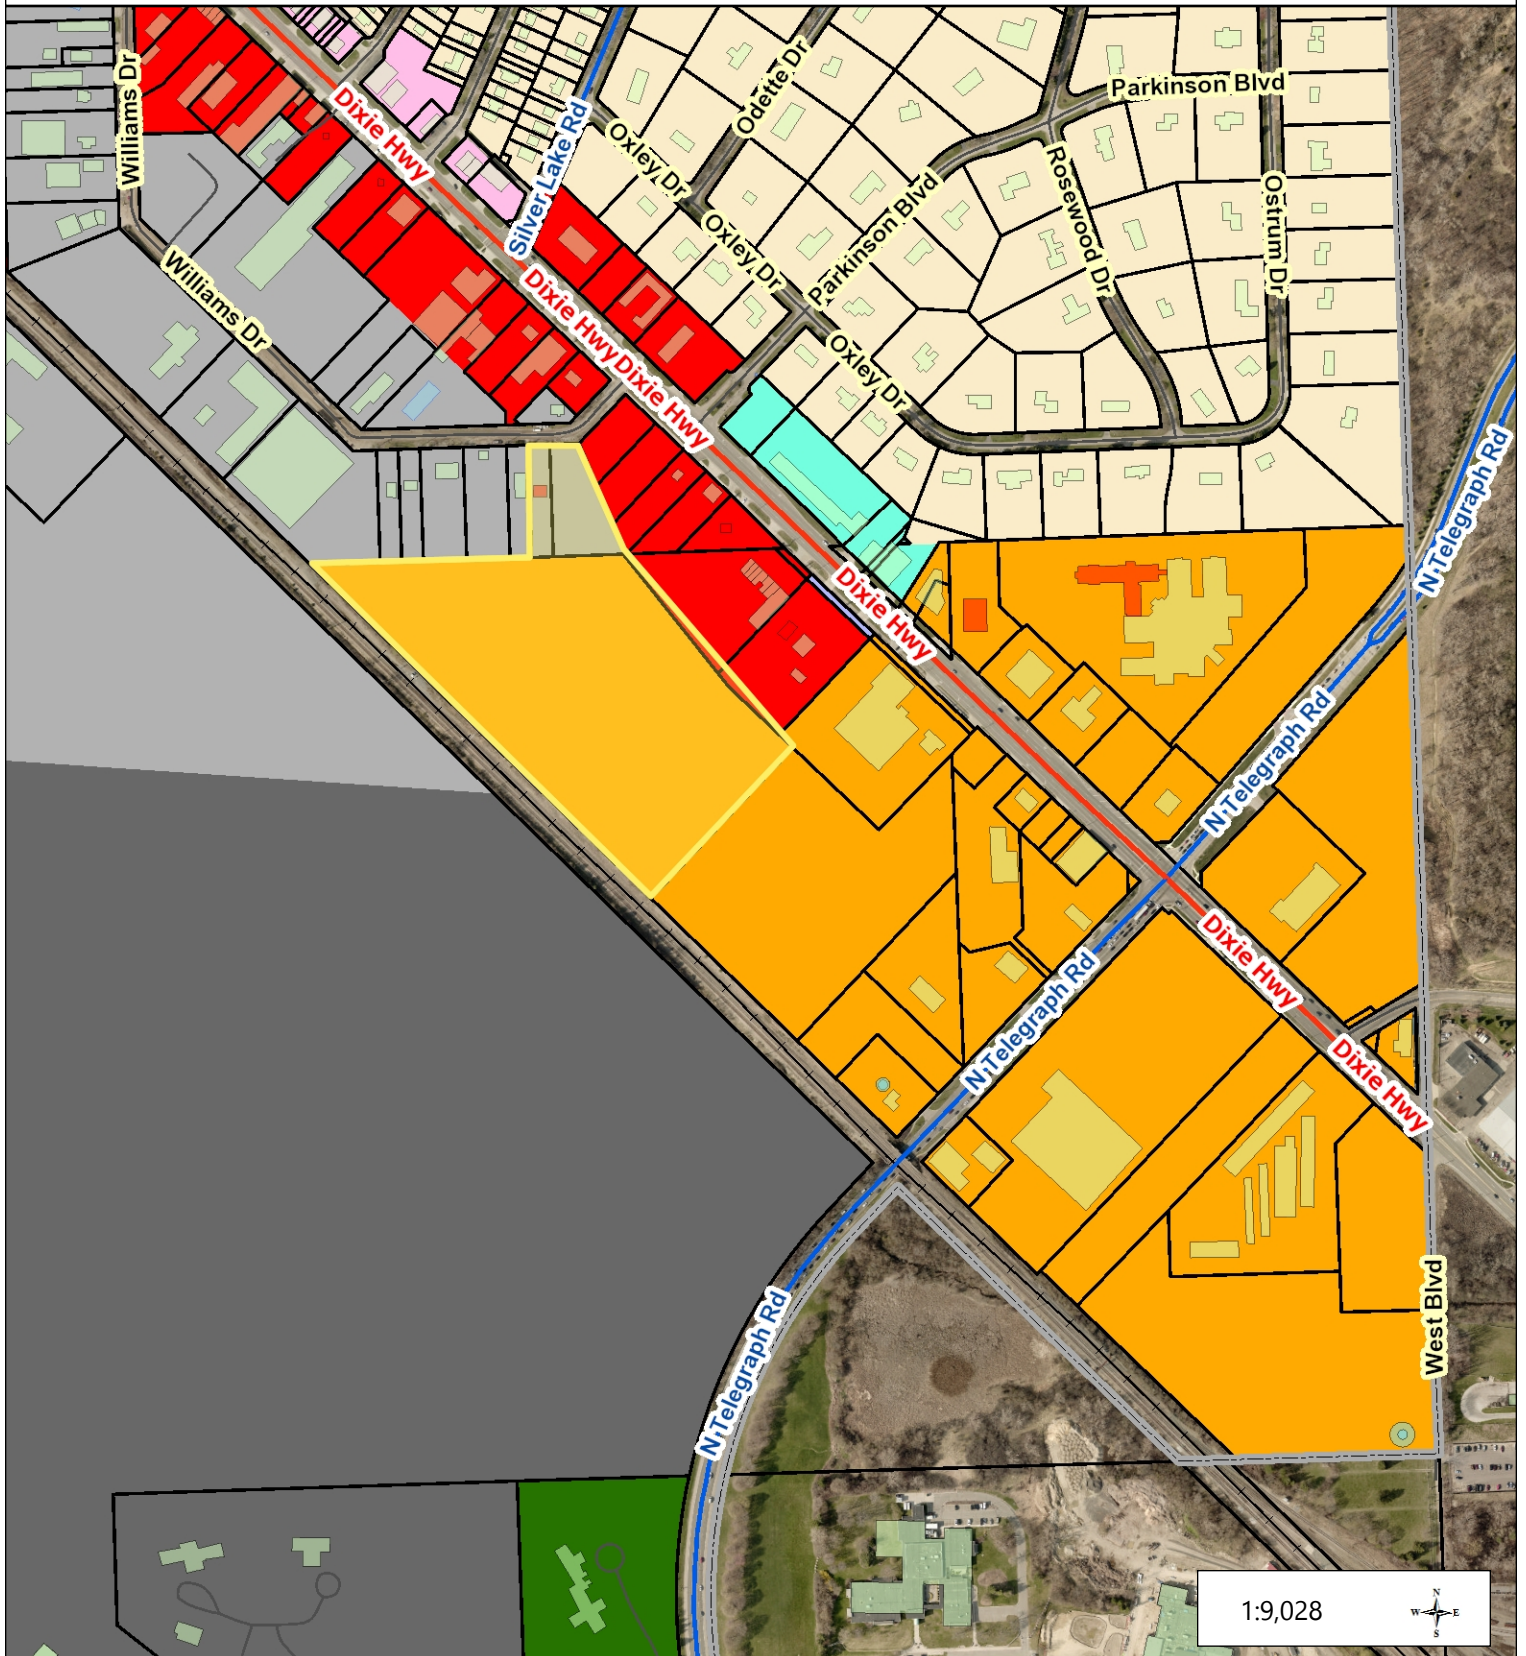 Williams Dr
Dixie Hwy
Silver Lake Rd
Oxley Dr
Odette Dr
Parkinson Blvd
Parkinson Blvd
Rosewood Dr
Ostrum Dr
Oxley Dr
Williams Dr
Dixie Hwy
Dixie Hwy
Oxley Dr
N Telegraph Rd
Dixie Hwy
N Telegraph Rd
Dixie Hwy
N Telegraph Rd
Dixie Hwy
N Telegraph Rd
West Blvd
1:9,028
N
W
E
S